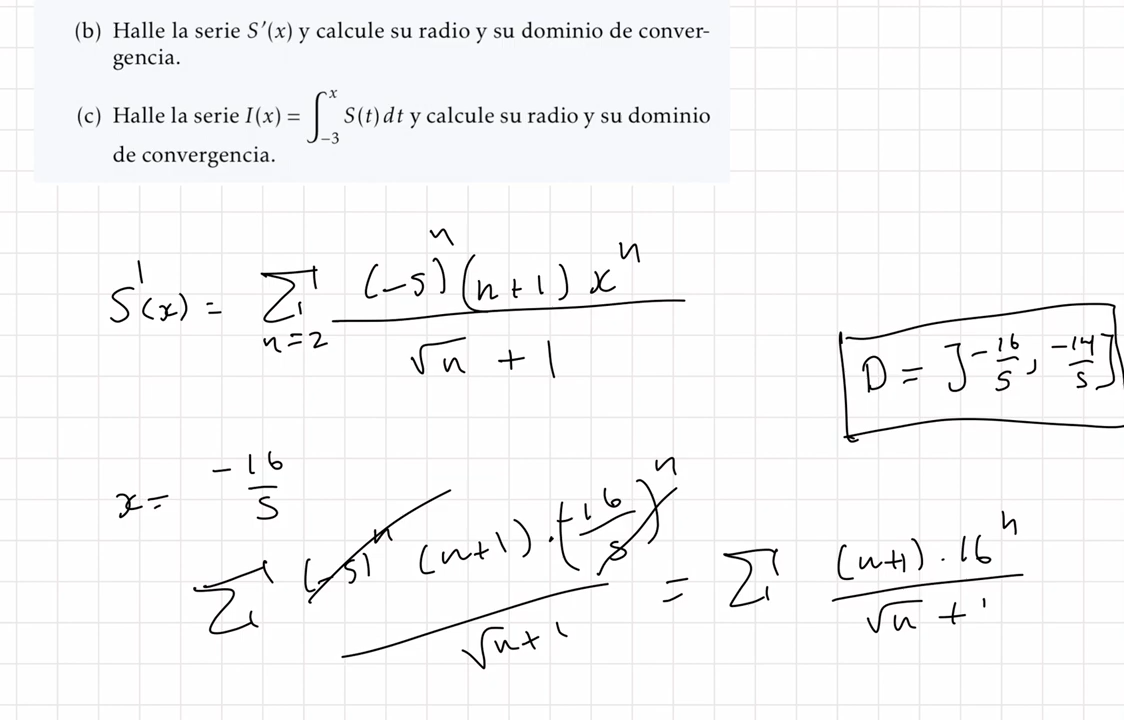 (b) Halle la serie S′(x) y calcule su radio y su dominio de conver-
gencia.
(c) Halle la serie I(x) = ∫_{-3}^{x} S(t) dt y calcule su radio y su dominio
de convergencia.
S'(x) = Σ_{n=2} (-5)^n (n+1) x^n / (√n + 1)
D = ]-16/5, -14/5]
x = -16/5
Σ (-5)^n (n+1) · (-16/5)^n / (√n + 1) = Σ (n+1) · 16^n / (√n + 1)